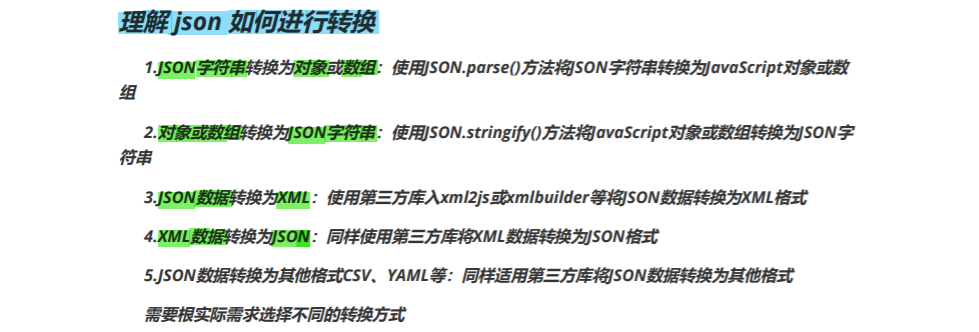 理解 json 如何进行转换
1.JSON字符串转换为对象或数组：使用JSON.parse()方法将JSON字符串转换为JavaScript对象或数
组
2.对象或数组转换为JSON字符串：使用JSON.stringify()方法将JavaScript对象或数组转换为JSON字
符串
3.JSON数据转换为XML：使用第三方库入xml2js或xmlbuilder等将JSON数据转换为XML格式
4.XML数据转换为JSON：同样使用第三方库将XML数据转换为JSON格式
5.JSON数据转换为其他格式CSV、YAML等：同样适用第三方库将JSON数据转换为其他格式
需要根实际需求选择不同的转换方式